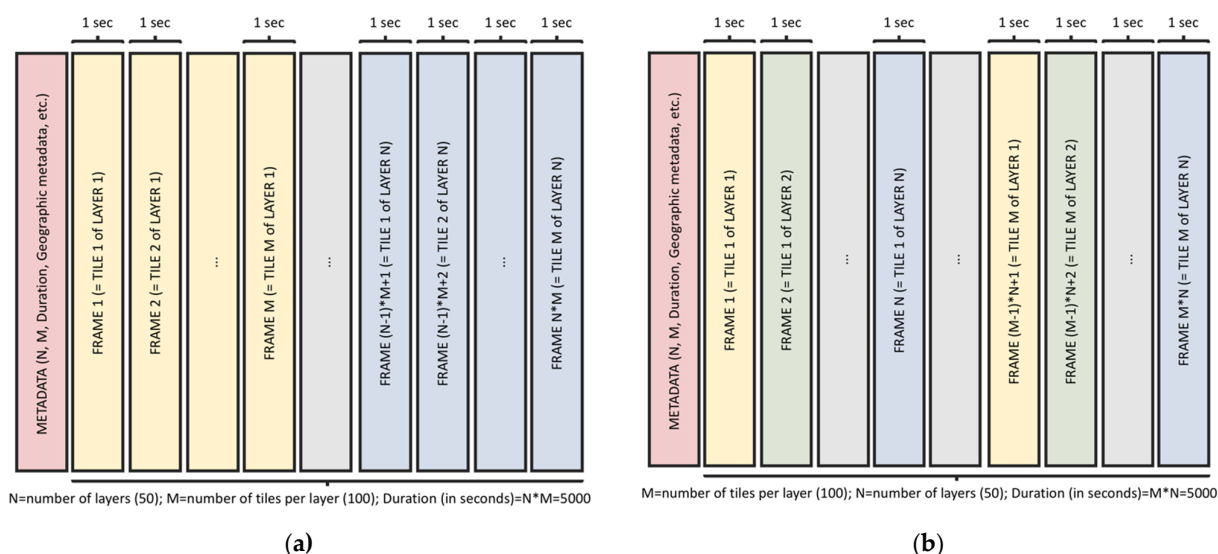 1 sec 1 sec 1 sec 1 sec 1 sec 1 sec
METADATA (N, M, Duration, Geographic metadata, etc.)
FRAME 1 (= TILE 1 of LAYER 1)
FRAME 2 (= TILE 2 of LAYER 1)
...
FRAME M (= TILE M of LAYER 1)
...
FRAME (N-1)*M+1 (= TILE 1 of LAYER N)
FRAME (N-1)*M+2 (= TILE 2 of LAYER N)
...
FRAME N*M (= TILE M of LAYER N)
N=number of layers (50); M=number of tiles per layer (100); Duration (in seconds)=N*M=5000
(a)
1 sec 1 sec 1 sec 1 sec 1 sec 1 sec
METADATA (N, M, Duration, Geographic metadata, etc.)
FRAME 1 (= TILE 1 of LAYER 1)
FRAME 2 (= TILE 1 of LAYER 2)
...
FRAME N (= TILE 1 of LAYER N)
...
FRAME (M-1)*N+1 (= TILE M of LAYER 1)
FRAME (M-1)*N+2 (= TILE M of LAYER 2)
...
FRAME M*N (= TILE M of LAYER N)
M=number of tiles per layer (100); N=number of layers (50); Duration (in seconds)=M*N=5000
(b)